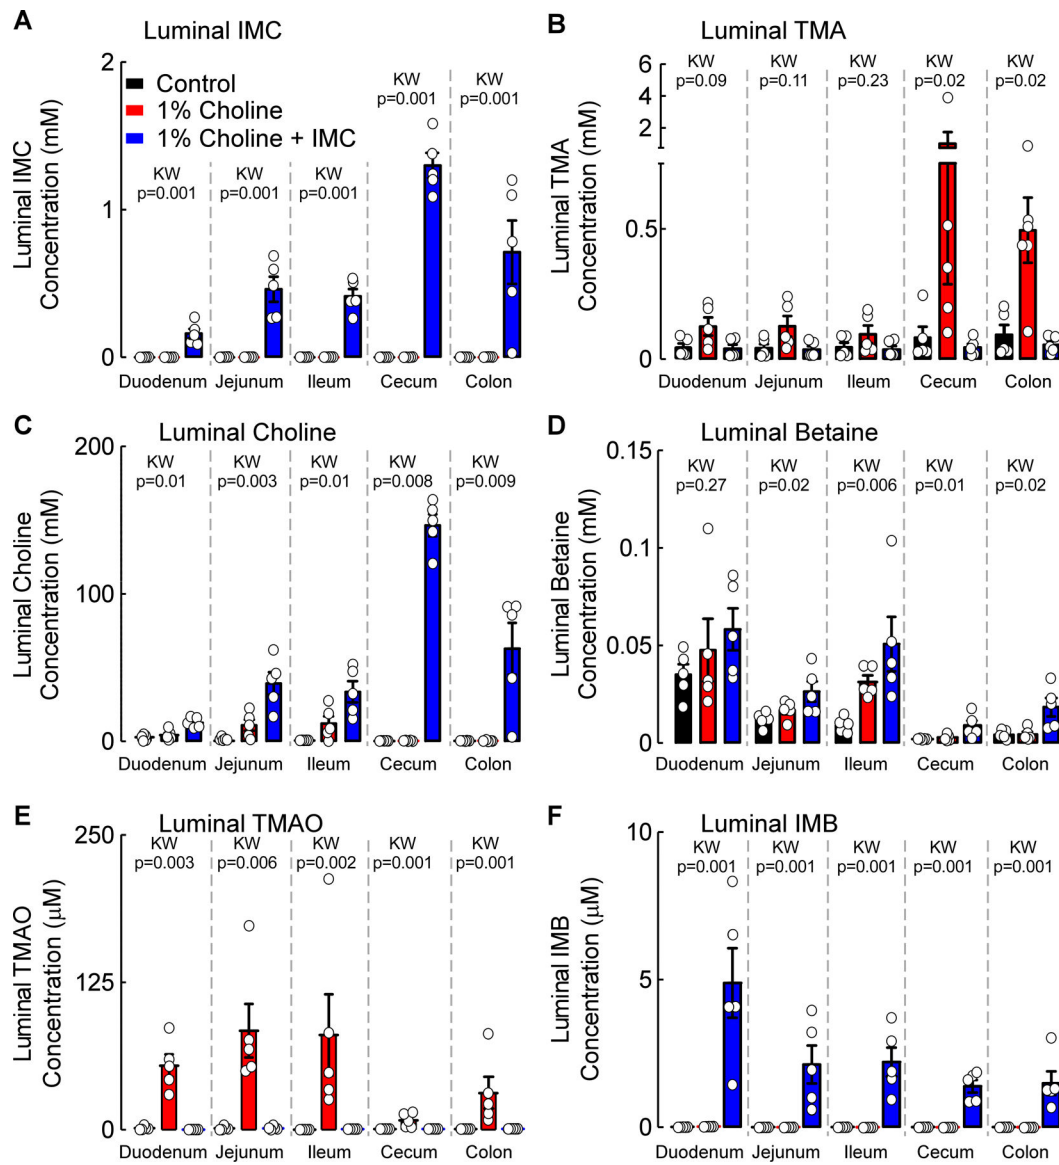 A
Luminal IMC
Luminal IMC
Concentration (mM)
2
1
0
Control
1% Choline
1% Choline + IMC
KW
p=0.001
KW
p=0.001
KW
p=0.001
KW
p=0.001
KW
p=0.001
Duodenum Jejunum Ileum Cecum Colon
B
Luminal TMA
Luminal TMA
Concentration (mM)
6
4
2
0.5
0
KW
p=0.09
KW
p=0.11
KW
p=0.23
KW
p=0.02
KW
p=0.02
Duodenum Jejunum Ileum Cecum Colon
C
Luminal Choline
Luminal Choline
Concentration (mM)
200
100
0
KW
p=0.01
KW
p=0.003
KW
p=0.01
KW
p=0.008
KW
p=0.009
Duodenum Jejunum Ileum Cecum Colon
D
Luminal Betaine
Luminal Betaine
Concentration (mM)
0.15
0.1
0.05
0
KW
p=0.27
KW
p=0.02
KW
p=0.006
KW
p=0.01
KW
p=0.02
Duodenum Jejunum Ileum Cecum Colon
E
Luminal TMAO
Luminal TMAO
Concentration (μM)
250
125
0
KW
p=0.003
KW
p=0.006
KW
p=0.002
KW
p=0.001
KW
p=0.001
Duodenum Jejunum Ileum Cecum Colon
F
Luminal IMB
Luminal IMB
Concentration (μM)
10
5
0
KW
p=0.001
KW
p=0.001
KW
p=0.001
KW
p=0.001
KW
p=0.001
Duodenum Jejunum Ileum Cecum Colon